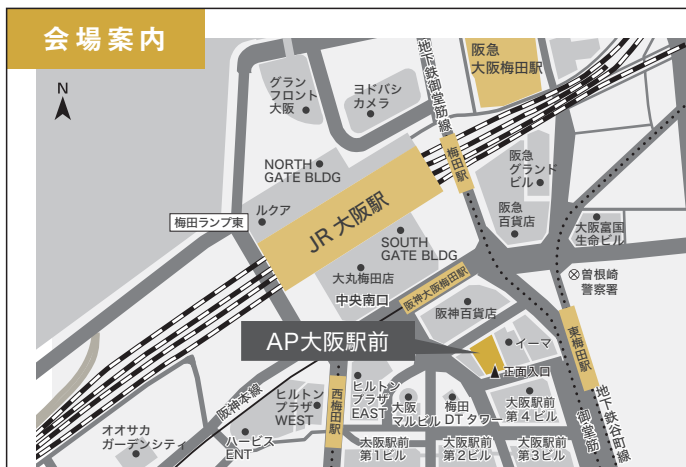 会場案内
N
グラン
フロント
大阪
ヨドバシ
カメラ
地下鉄御堂筋線
阪急
大阪梅田駅
NORTH
GATE BLDG
梅田駅
阪急
グランド
ビル
阪急
百貨店
梅田ランプ東
ルクア
JR大阪駅
SOUTH
GATE BLDG
大丸梅田店
中央南口
大阪富国
生命ビル
曽根崎
警察署
阪神大阪梅田駅
阪神百貨店
AP大阪駅前
イーマ
正面入口
東梅田駅
地下鉄谷町線
御堂筋
阪神本線
西梅田駅
ヒルトン
プラザ
WEST
ヒルトン
プラザ
EAST
大阪
マルビル
梅田
DTタワー
大阪駅前
第4ビル
オオサカ
ガーデンシティ
ハービス
ENT
大阪駅前
第1ビル
大阪駅前
第2ビル
大阪駅前
第3ビル